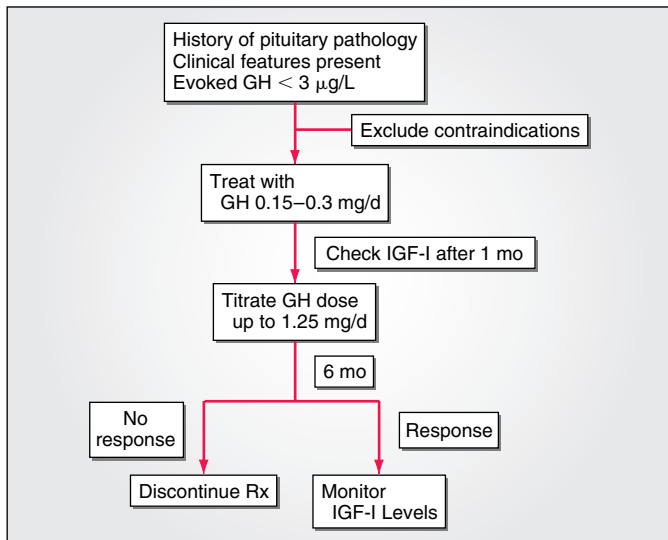 History of pituitary pathology
Clinical features present
Evoked GH < 3 μg/L
Exclude contraindications
Treat with
GH 0.15–0.3 mg/d
Check IGF-I after 1 mo
Titrate GH dose
up to 1.25 mg/d
6 mo
No
response
Response
Discontinue Rx
Monitor
IGF-I Levels